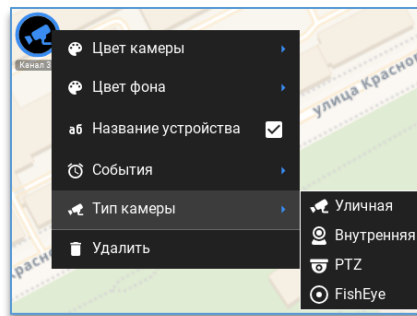 Канал 3
Цвет камеры
Цвет фона
аб Название устройства
События
Тип камеры
Удалить
Уличная
Внутренняя
PTZ
FishEye
улица Красно